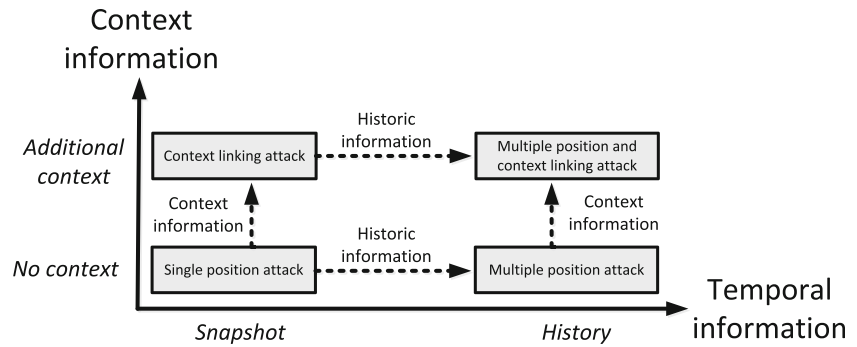 Context
information
Additional
context
Context linking attack
Historic
information
Multiple position and
context linking attack
Context
information
Context
information
No context
Single position attack
Historic
information
Multiple position attack
Snapshot
History
Temporal
information